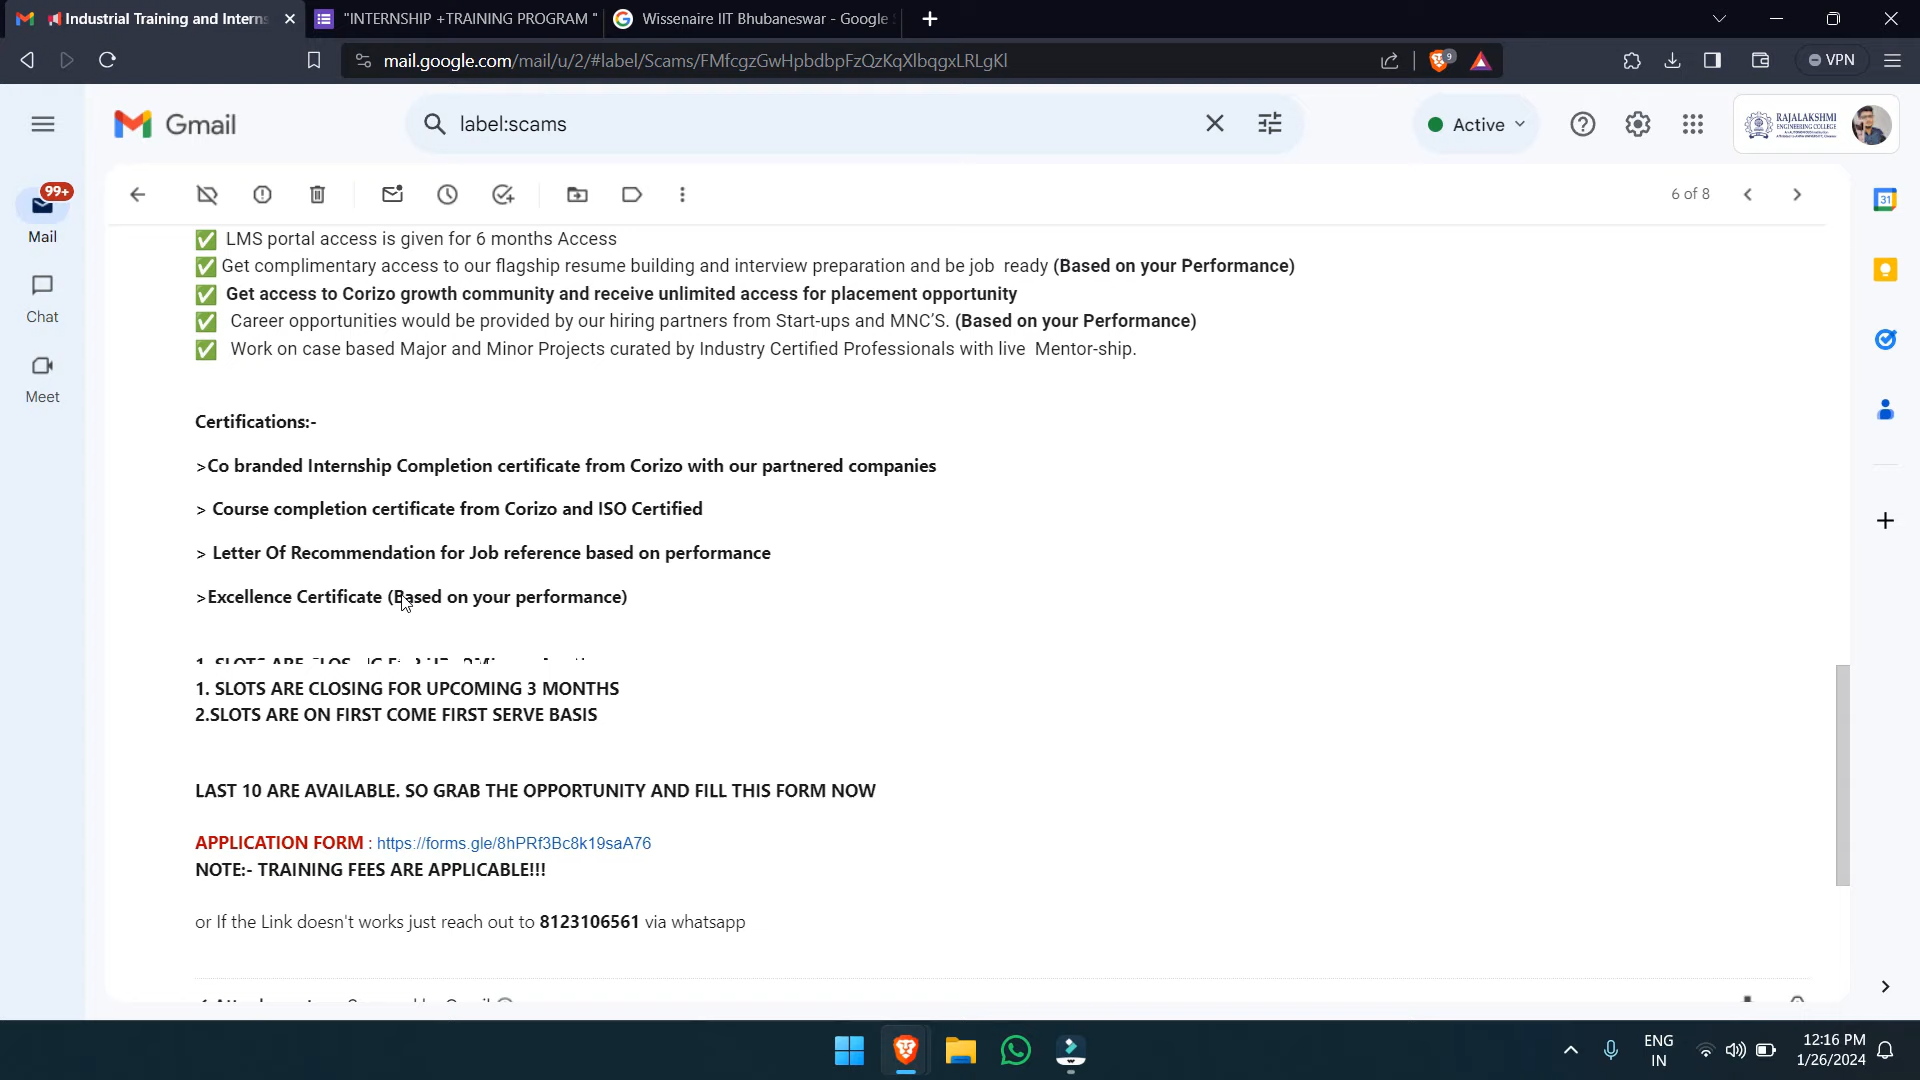 Industrial Training and Interns
"INTERNSHIP +TRAINING PROGRAM "
Wissenaire IIT Bhubaneswar - Google
mail.google.com/mail/u/2/#label/Scams/FMfcgzGwHpbdbpFzQzKqXlbqgxLRLgKl
9
VPN
Gmail
label:scams
Active
RAJALAKSHMI
ENGINEERING COLLEGE
99+
Mail
Chat
Meet
6 of 8
31
LMS portal access is given for 6 months Access
Get complimentary access to our flagship resume building and interview preparation and be job ready (Based on your Performance)
Get access to Corizo growth community and receive unlimited access for placement opportunity
Career opportunities would be provided by our hiring partners from Start-ups and MNC'S. (Based on your Performance)
Work on case based Major and Minor Projects curated by Industry Certified Professionals with live Mentor-ship.
Certifications:-
>Co branded Internship Completion certificate from Corizo with our partnered companies
> Course completion certificate from Corizo and ISO Certified
> Letter Of Recommendation for Job reference based on performance
>Excellence Certificate (Based on your performance)
1. SLOTS ARE CLOSING FOR UPCOMING 3 MONTHS
2.SLOTS ARE ON FIRST COME FIRST SERVE BASIS
LAST 10 ARE AVAILABLE. SO GRAB THE OPPORTUNITY AND FILL THIS FORM NOW
APPLICATION FORM : https://forms.gle/8hPRf3Bc8k19saA76
NOTE:- TRAINING FEES ARE APPLICABLE!!!
or If the Link doesn't works just reach out to 8123106561 via whatsapp
ENG
IN
12:16 PM
1/26/2024